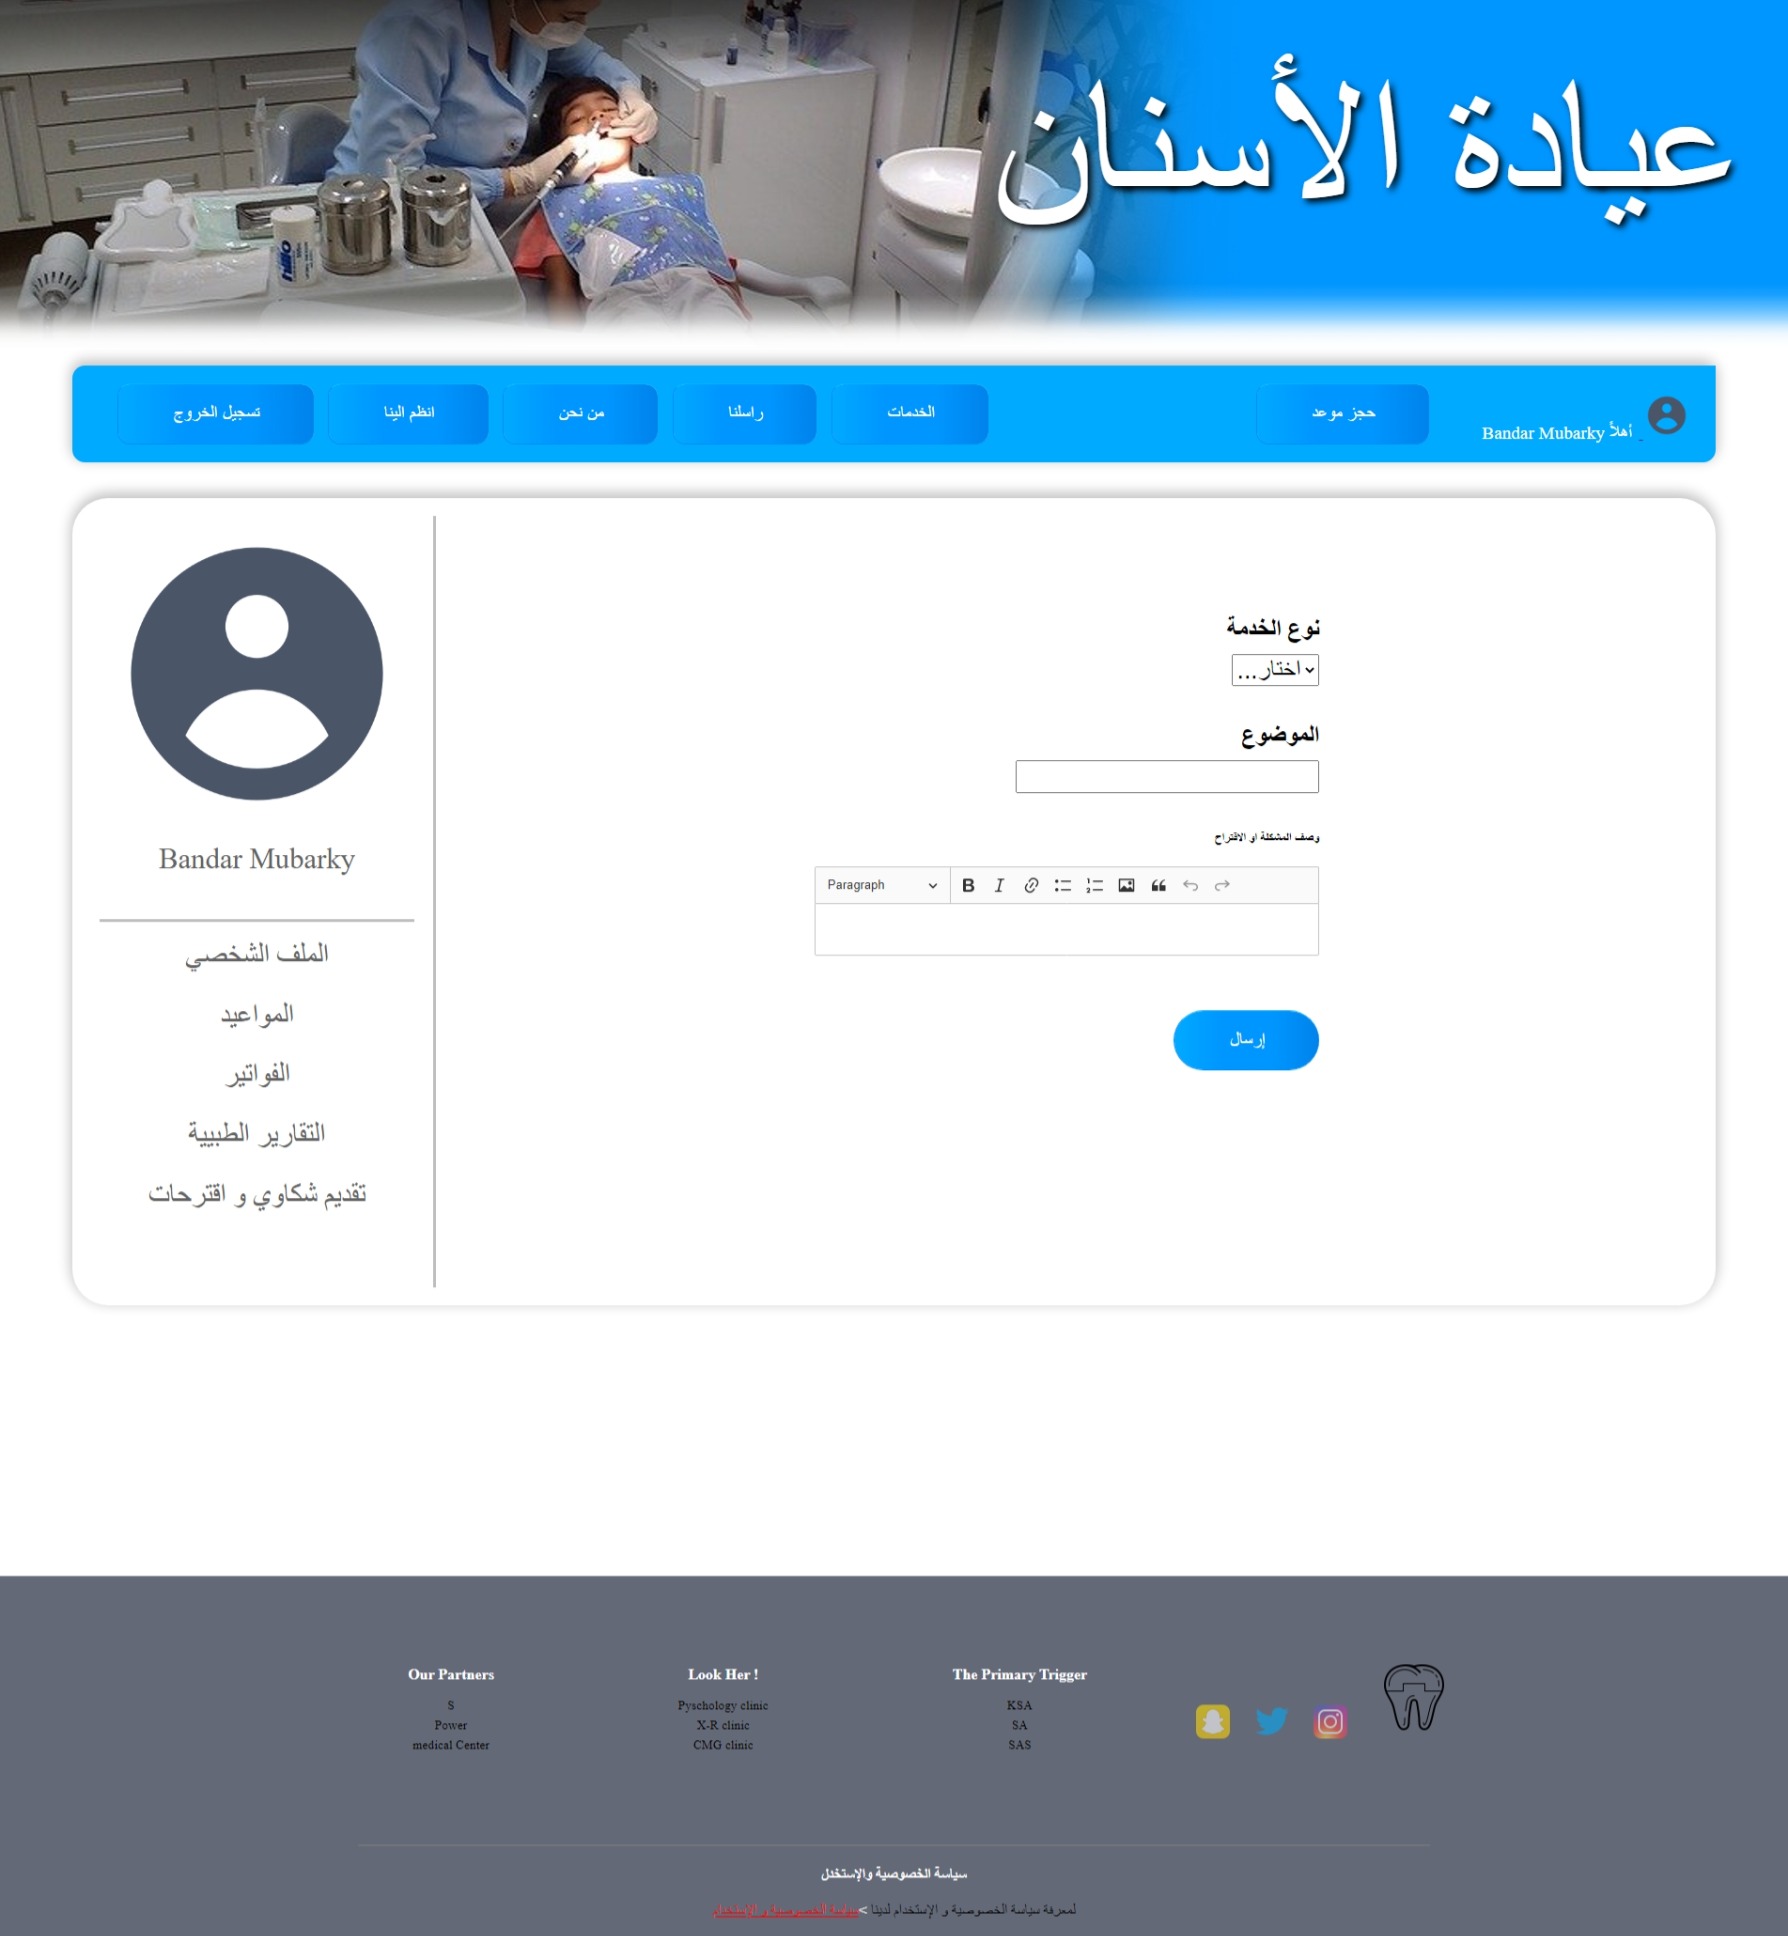 عيادة الأسنان
hillo
أهلاً Bandar Mubarky
حجز موعد
الخدمات
راسلنا
من نحن
انظم الينا
تسجيل الخروج
نوع الخدمة
اختار...
الموضوع
وصف المشكلة او الاقتراح
Paragraph
إرسال
Bandar Mubarky
الملف الشخصي
المواعيد
الفواتير
التقارير الطبيية
تقديم شكاوي و اقترحات
The Primary Trigger
KSA
SA
SAS
Look Her !
Pyschology clinic
X-R clinic
CMG clinic
Our Partners
S
Power
medical Center
سياسة الخصوصية والإستخدل
لمعرفة سياسة الخصوصية و الإستخدام لدينا >سياسة الخصوصية و الإستخدام